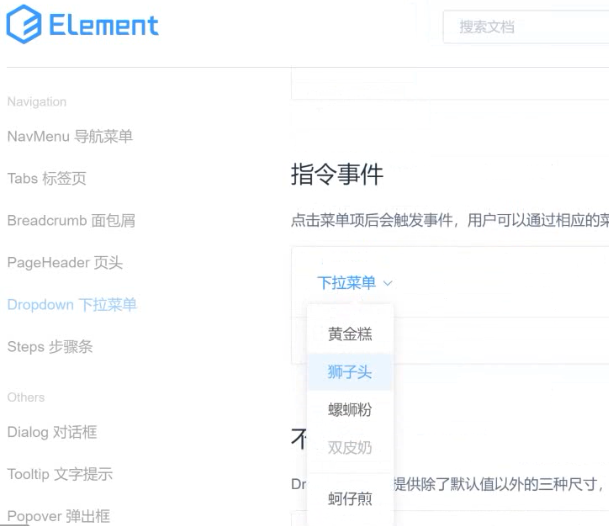 Element
搜索文档
Navigation
NavMenu 导航菜单
Tabs 标签页
Breadcrumb 面包屑
PageHeader 页头
Dropdown 下拉菜单
Steps 步骤条
Others
Dialog 对话框
Tooltip 文字提示
Popover 弹出框
指令事件
点击菜单项后会触发事件，用户可以通过相应的菜
下拉菜单
黄金糕
狮子头
螺蛳粉
双皮奶
蚵仔煎
不
Dr
提供除了默认值以外的三种尺寸，